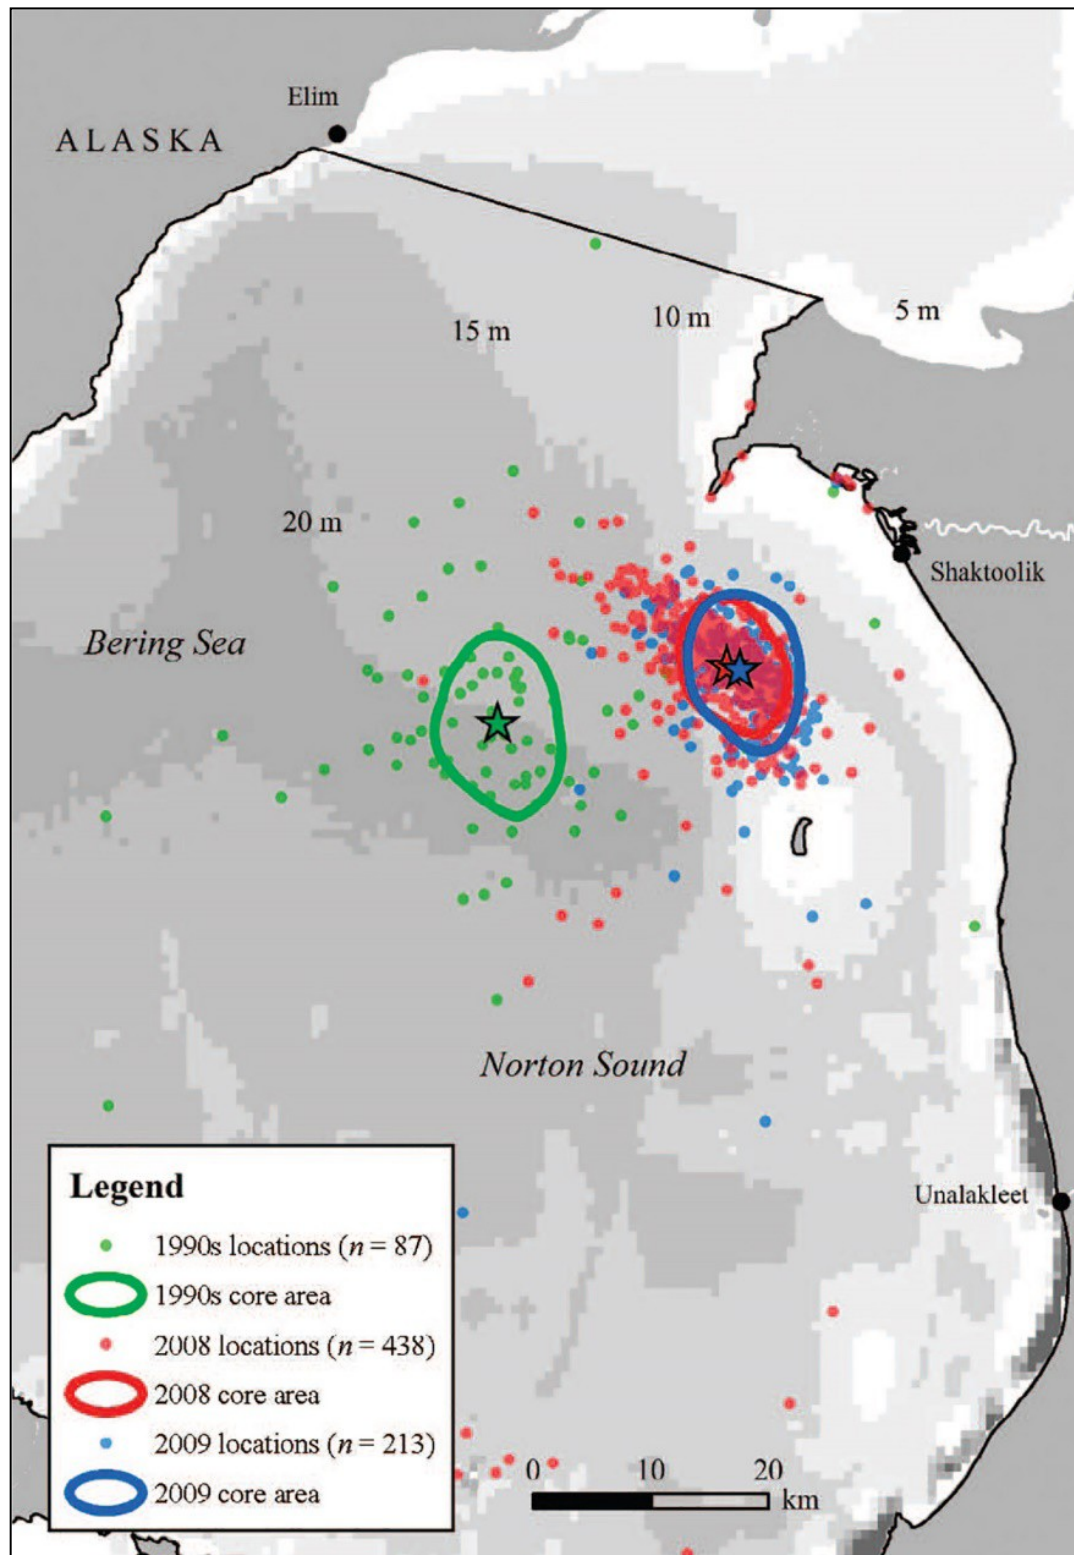 Elim
A L A S K A
5 m
10 m
15 m
20 m
Shaktoolik
Bering Sea
Norton Sound
Unalakleet
Legend
1990s locations (n = 87)
1990s core area
2008 locations (n = 438)
2008 core area
2009 locations (n = 213)
2009 core area
0 10 20
km